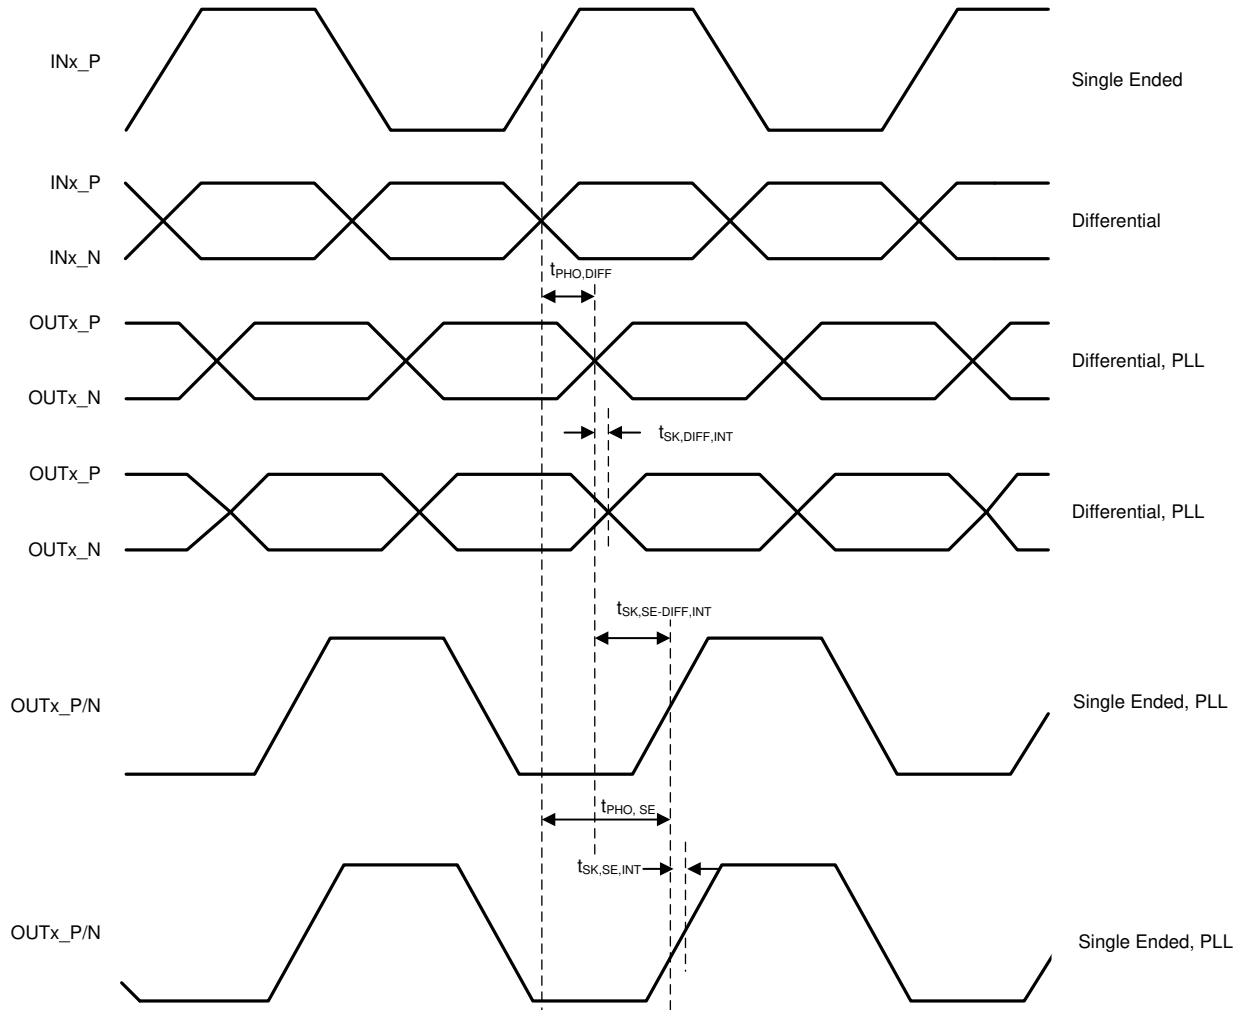 INx_P
Single Ended
INx_P
Differential
INx_N
tPHO,DIFF
OUTx_P
Differential, PLL
OUTx_N
tSK,DIFF,INT
OUTx_P
Differential, PLL
OUTx_N
tSK,SE-DIFF,INT
OUTx_P/N
Single Ended, PLL
tPHO, SE
tSK,SE,INT
OUTx_P/N
Single Ended, PLL